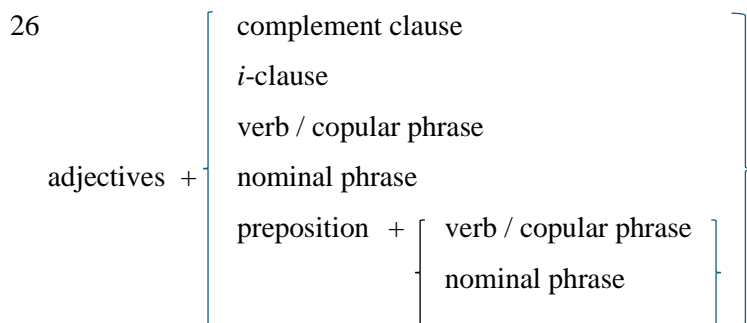 26 complement clause
i-clause
verb / copular phrase
adjectives + nominal phrase
preposition + verb / copular phrase
nominal phrase